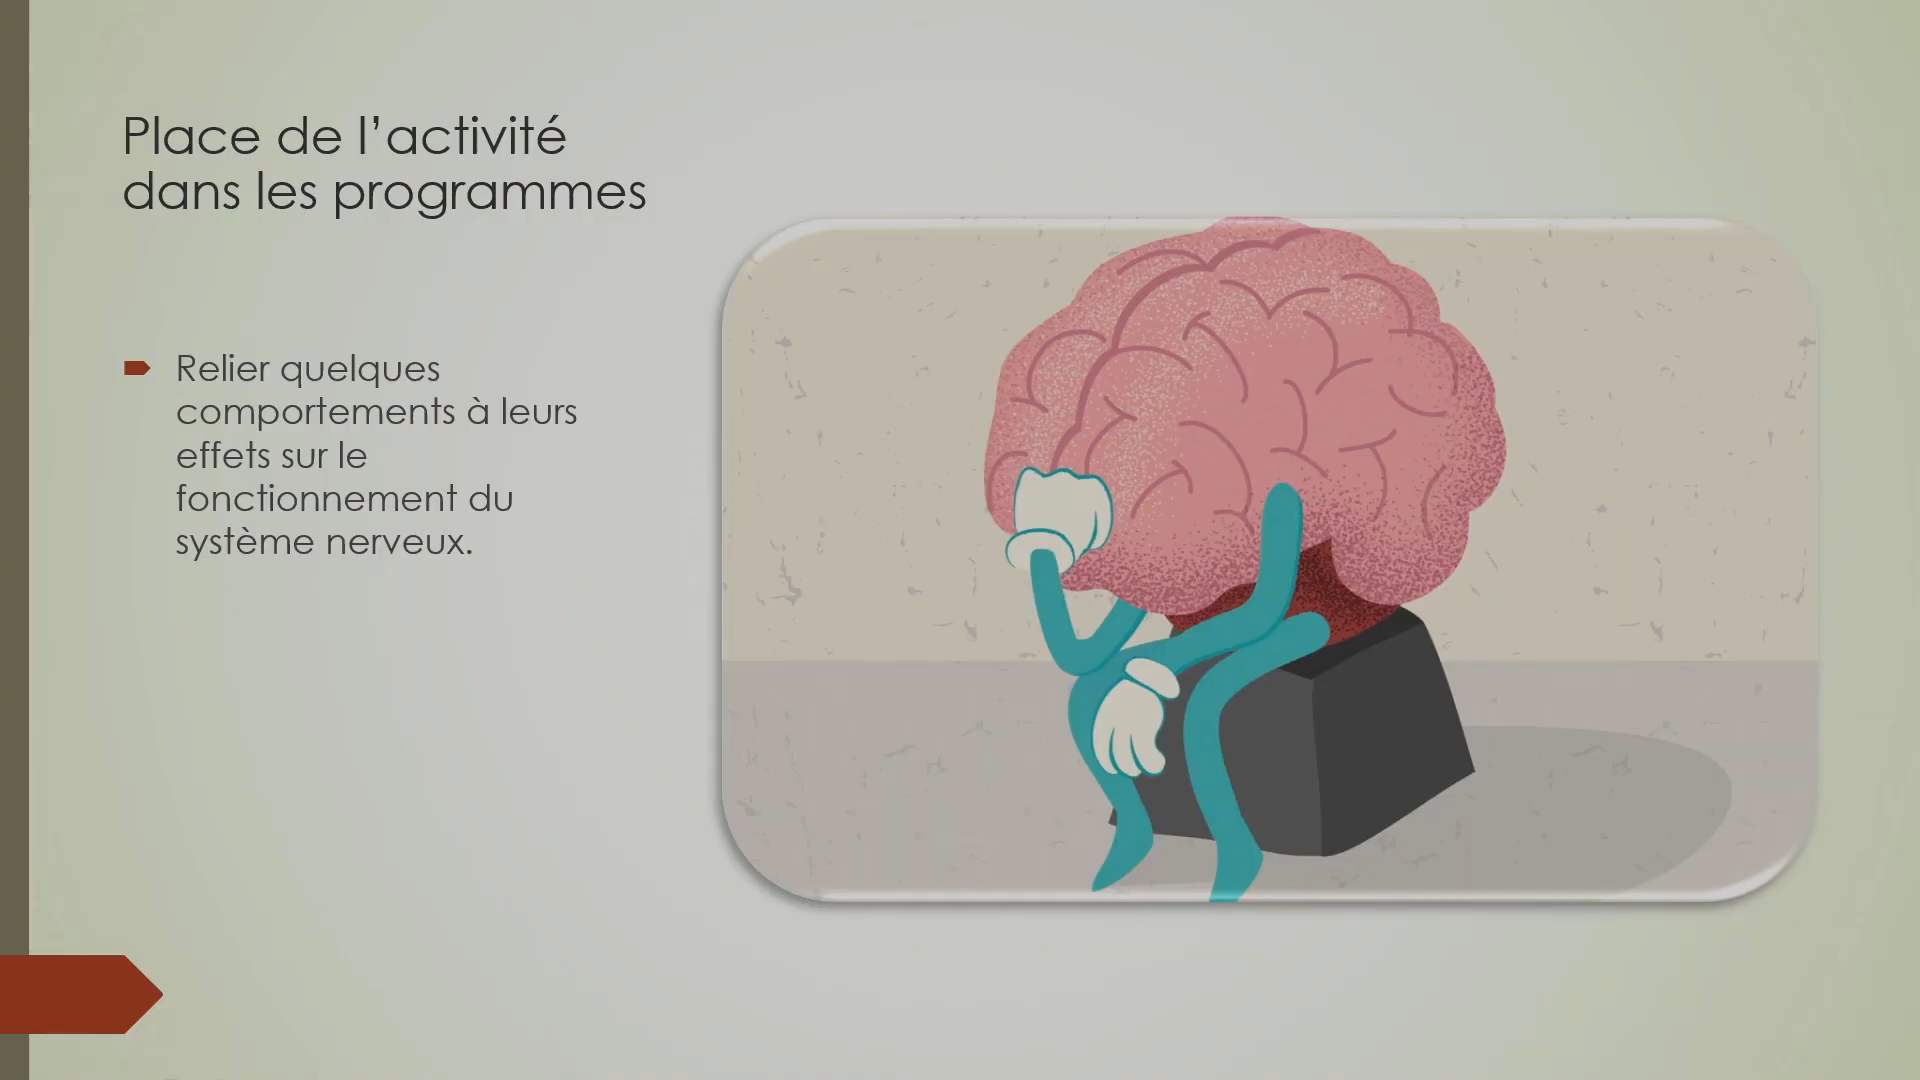 Place de l’activité
dans les programmes
Relier quelques
comportements à leurs
effets sur le
fonctionnement du
système nerveux.